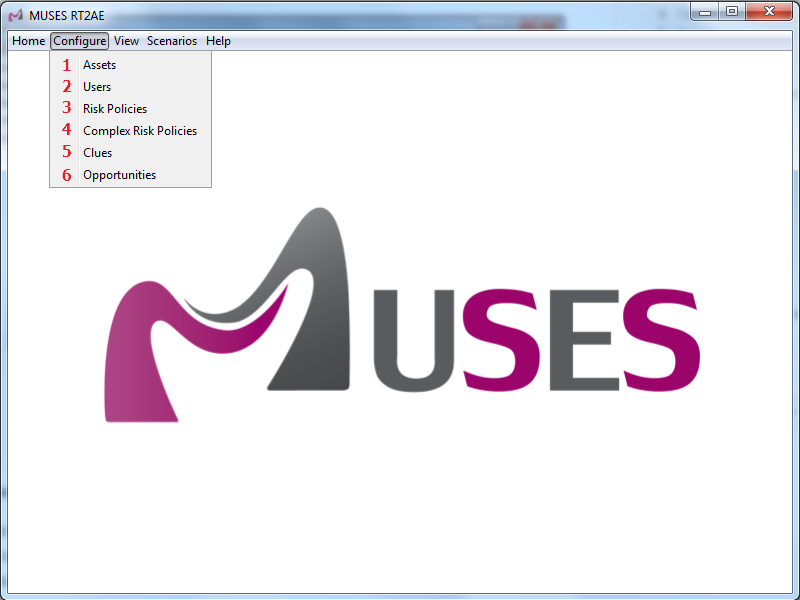 MUSES RT2AE
Home Configure View Scenarios Help
1 Assets
2 Users
3 Risk Policies
4 Complex Risk Policies
5 Clues
6 Opportunities
MUSES